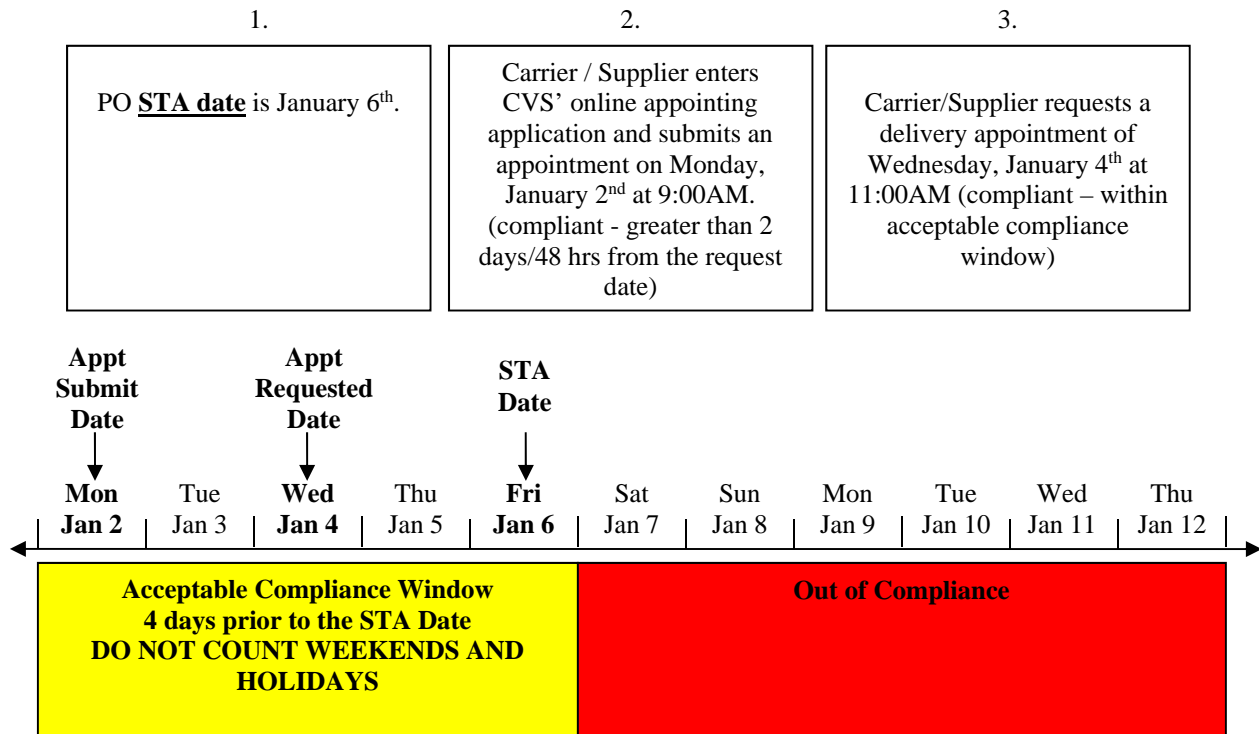 1.
PO STA date is January 6th.
2.
Carrier / Supplier enters
CVS’ online appointing
application and submits an
appointment on Monday,
January 2nd at 9:00AM.
(compliant - greater than 2
days/48 hrs from the request
date)
3.
Carrier/Supplier requests a
delivery appointment of
Wednesday, January 4th at
11:00AM (compliant – within
acceptable compliance
window)
Appt
Submit
Date
Appt
Requested
Date
STA
Date
Mon Tue Wed Thu Fri Sat Sun Mon Tue Wed Thu
Jan 2 Jan 3 Jan 4 Jan 5 Jan 6 Jan 7 Jan 8 Jan 9 Jan 10 Jan 11 Jan 12
Acceptable Compliance Window
4 days prior to the STA Date
DO NOT COUNT WEEKENDS AND
HOLIDAYS
Out of Compliance